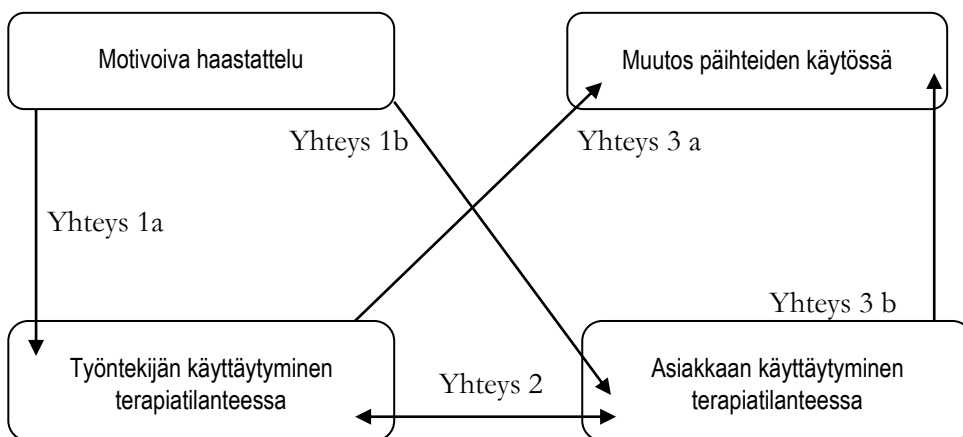 Motivoiva haastattelu
Muutos päihteiden käytössä
Yhteys 1b
Yhteys 3 a
Yhteys 1a
Yhteys 3 b
Työntekijän käyttäytyminen
terapiatilanteessa
Yhteys 2
Asiakkaan käyttäytyminen
terapiatilanteessa